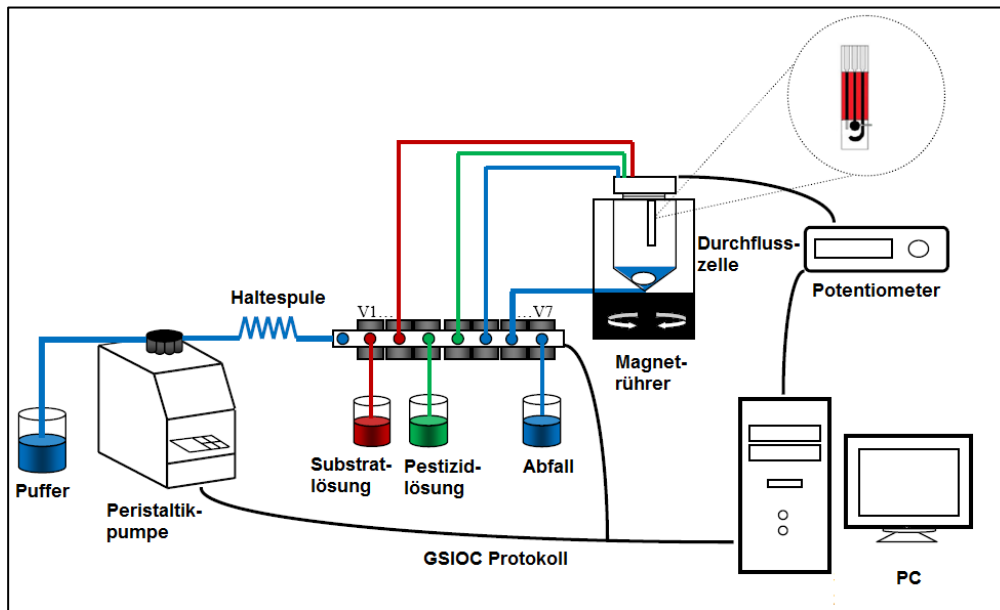 V1...
...V7
Haltespule
Durchfluss-
zelle
Potentiometer
Magnet-
rührer
Puffer
Peristaltik-
pumpe
Substrat-
lösung
Pestizid-
lösung
Abfall
GSIOC Protokoll
PC